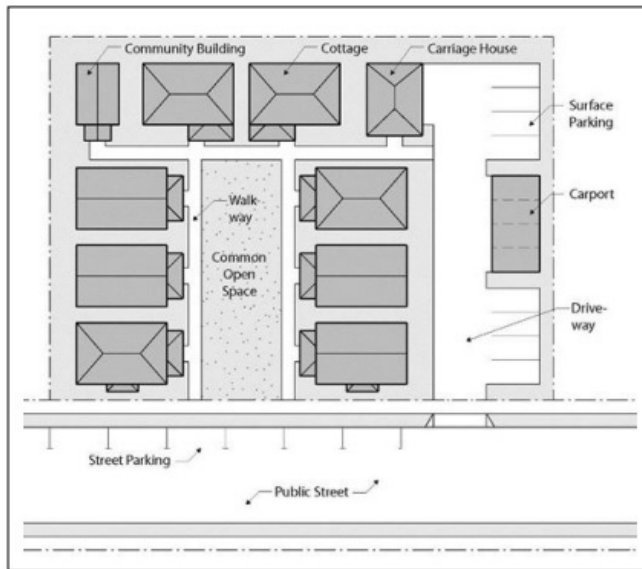 Community Building
Cottage
Carriage House
Surface
Parking
Walk-
way
Carport
Common
Open
Space
Drive-
way
Street Parking
Public Street